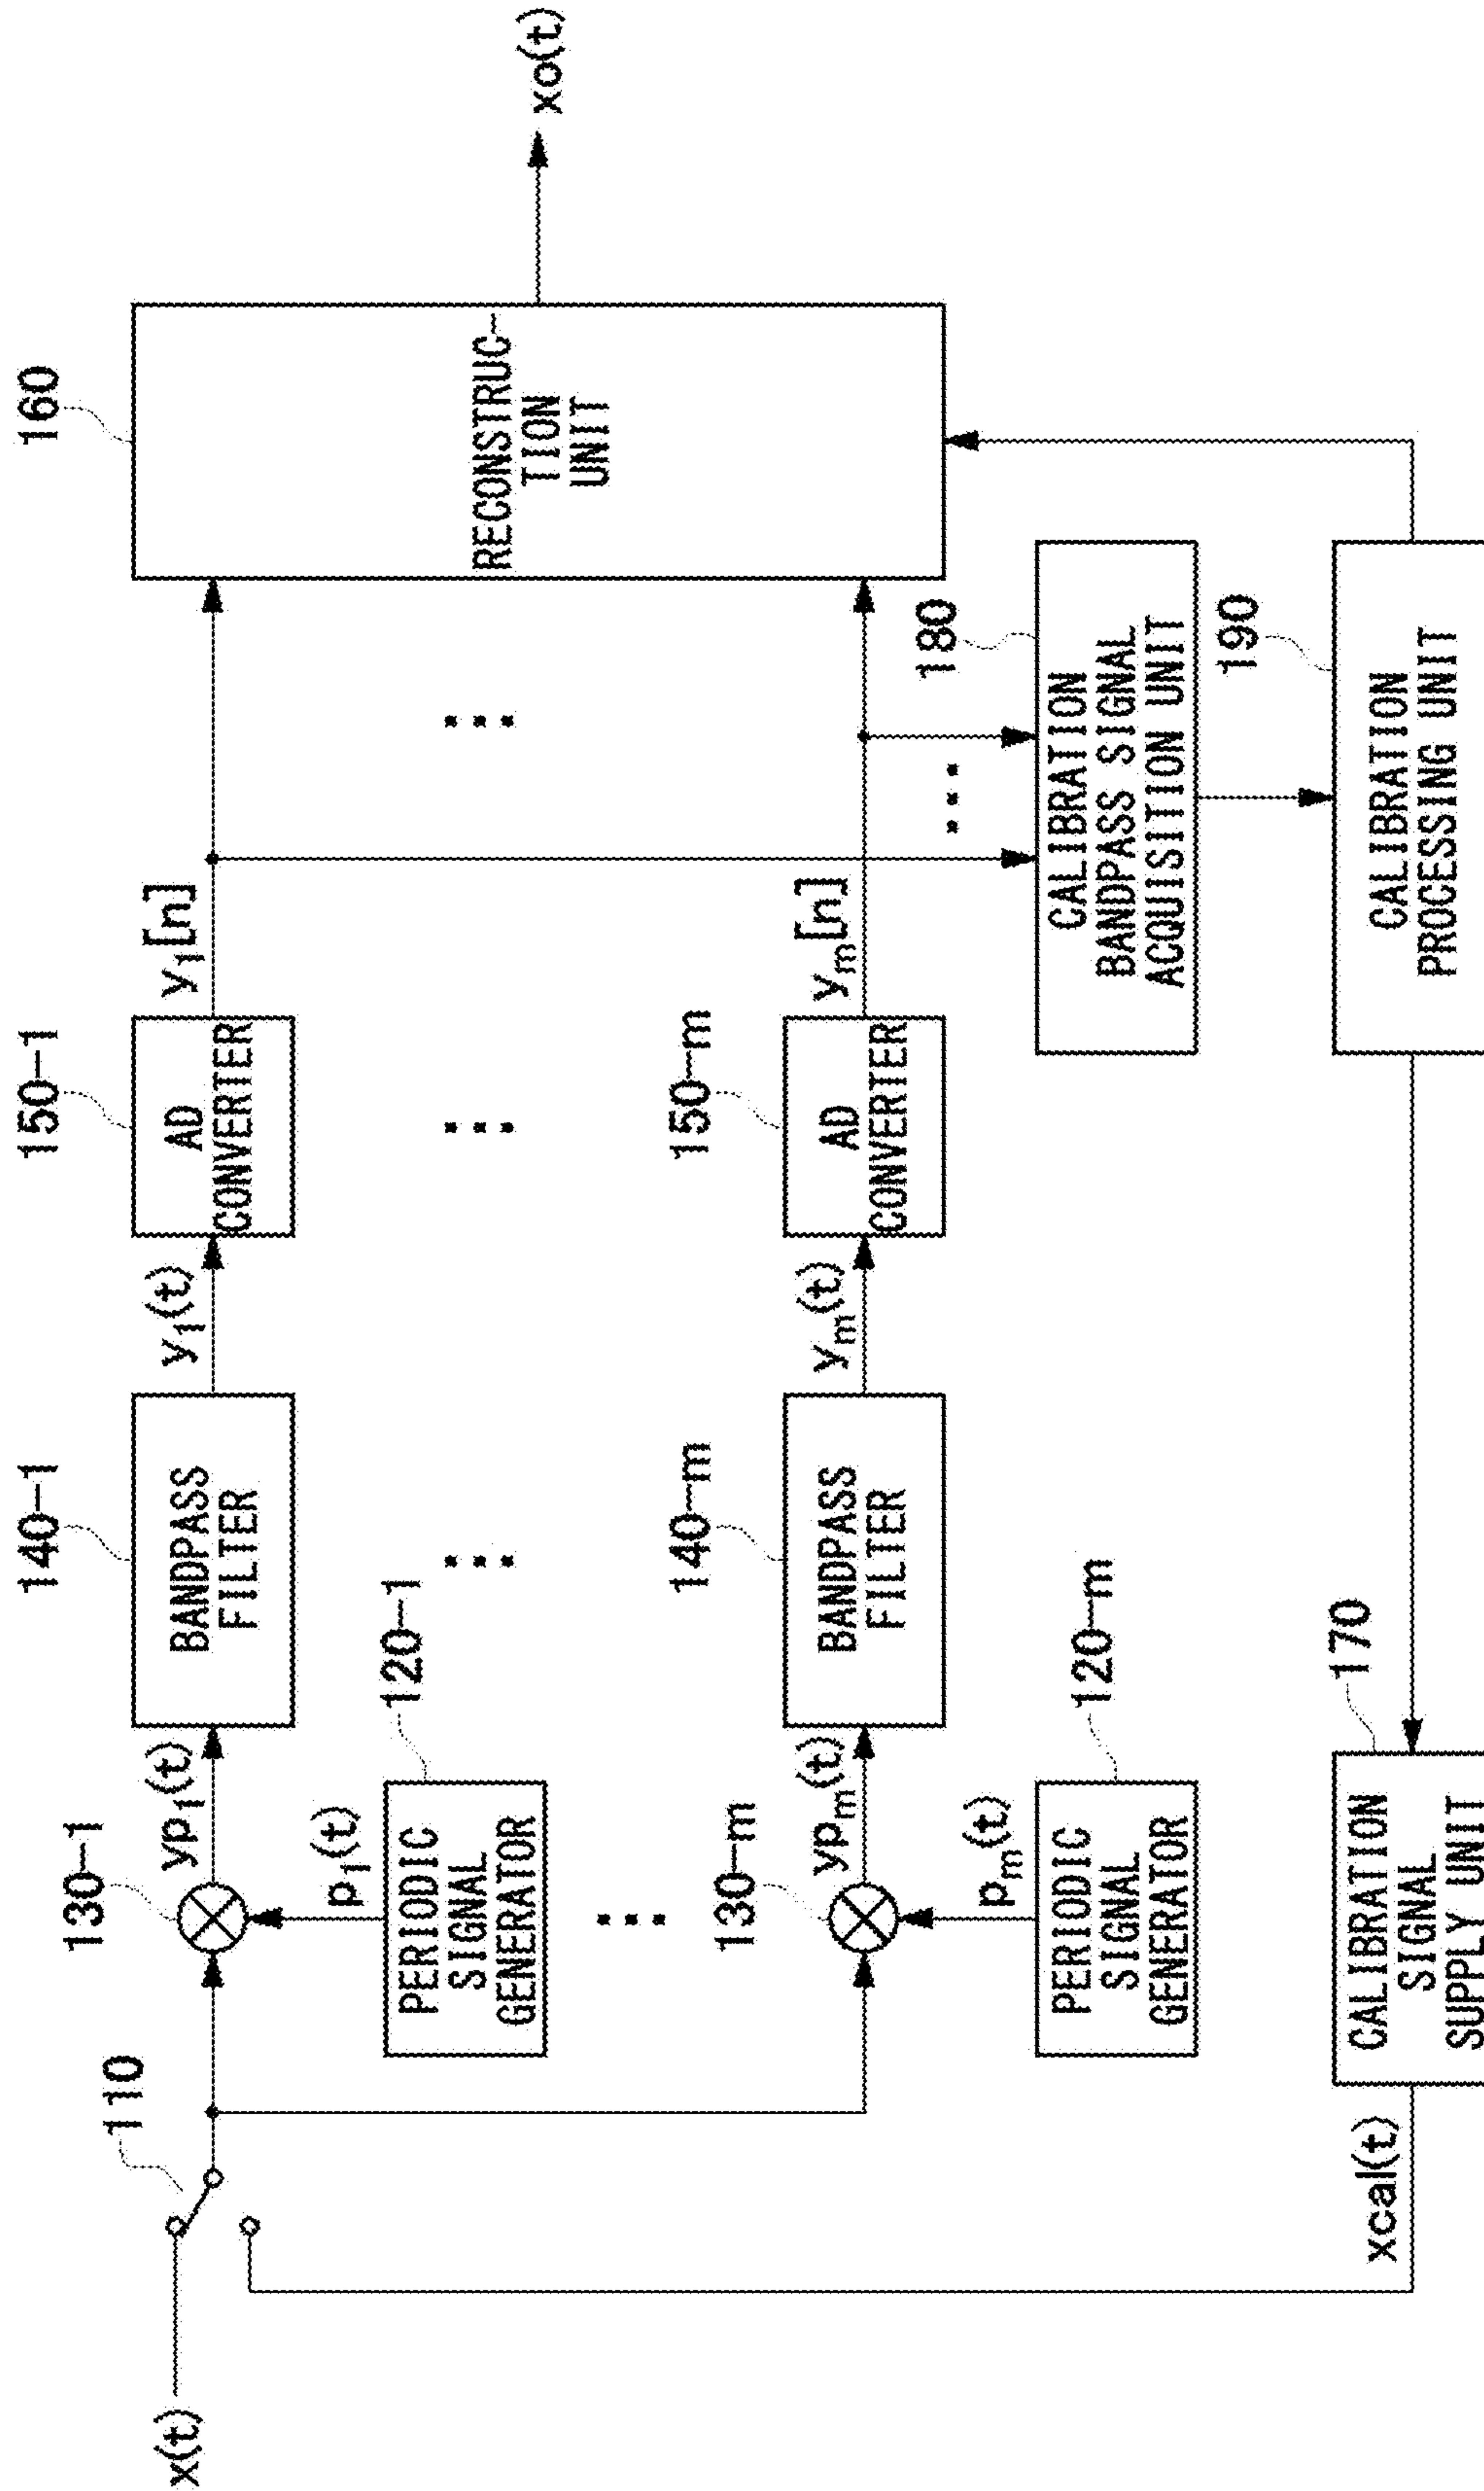 x(t)
110
130-1
yp1(t)
140-1
BANDPASS
FILTER
y1(t)
150-1
AD
CONVERTER
y1[n]
160
RECONSTRUC-
TION
UNIT
xo(t)
p1(t)
120-1
PERIODIC
SIGNAL
GENERATOR
130-m
ypm(t)
140-m
BANDPASS
FILTER
ym(t)
150-m
AD
CONVERTER
ym[n]
pm(t)
120-m
PERIODIC
SIGNAL
GENERATOR
180
CALIBRATION
BANDPASS SIGNAL
ACQUISITION UNIT
xcal(t)
170
CALIBRATION
SIGNAL
SUPPLY UNIT
190
CALIBRATION
PROCESSING UNIT